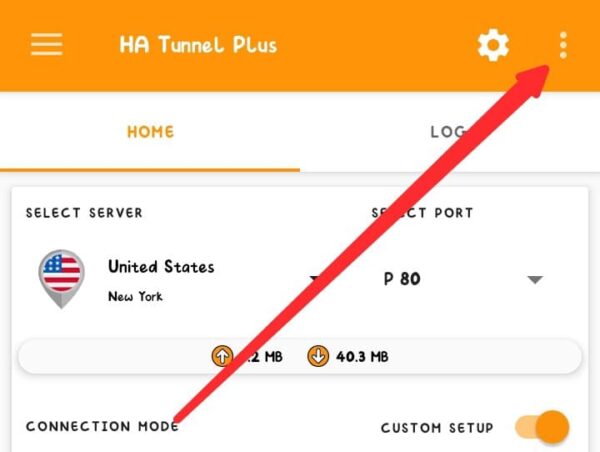 HA Tunnel Plus
HOME
LOG
SELECT SERVER
SELECT PORT
United States
New York
P 80
.2 MB
40.3 MB
CONNECTION MODE
CUSTOM SETUP